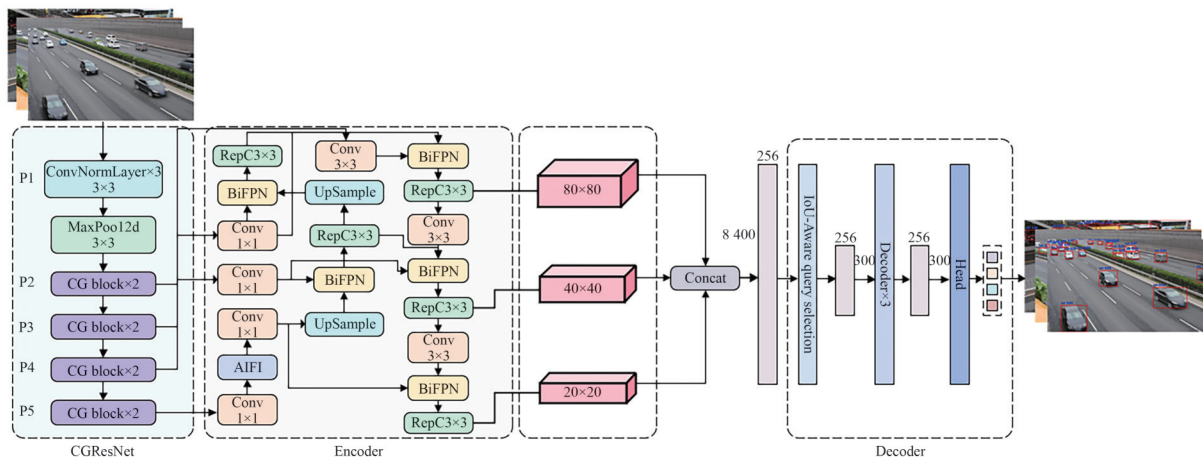 P1
ConvNormLayer×3
3×3
MaxPoo12d
3×3
P2
CG block×2
P3
CG block×2
P4
CG block×2
P5
CG block×2
CGResNet
RepC3×3
BiFPN
Conv
1×1
Conv
1×1
Conv
1×1
AIFI
Conv
1×1
Conv
3×3
UpSample
RepC3×3
BiFPN
UpSample
BiFPN
RepC3×3
Conv
3×3
BiFPN
RepC3×3
Conv
3×3
BiFPN
RepC3×3
Encoder
80×80
40×40
20×20
Concat
256
8 400
IoU-Aware query selection
256
300
Decoder×3
256
300
Head
Decoder